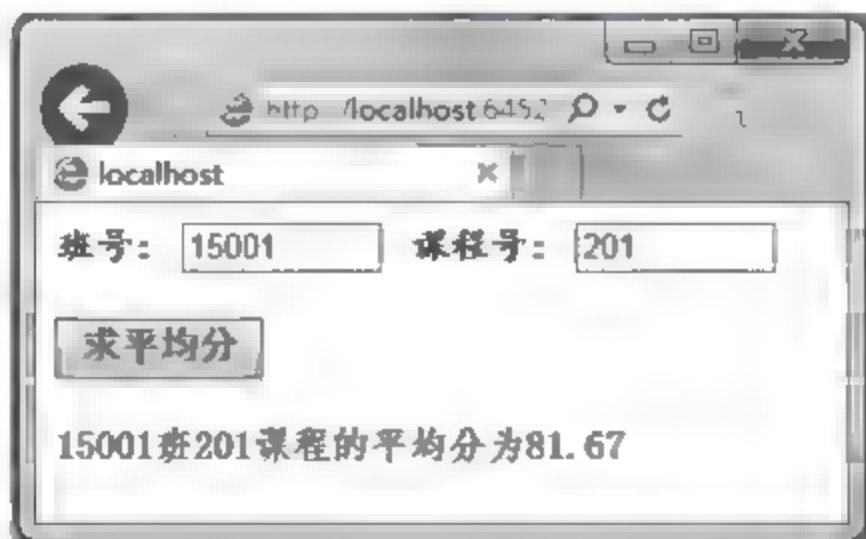 http //localhost:6452
localhost
班号： 15001 课程号： 201
求平均分
15001班201课程的平均分为81.67